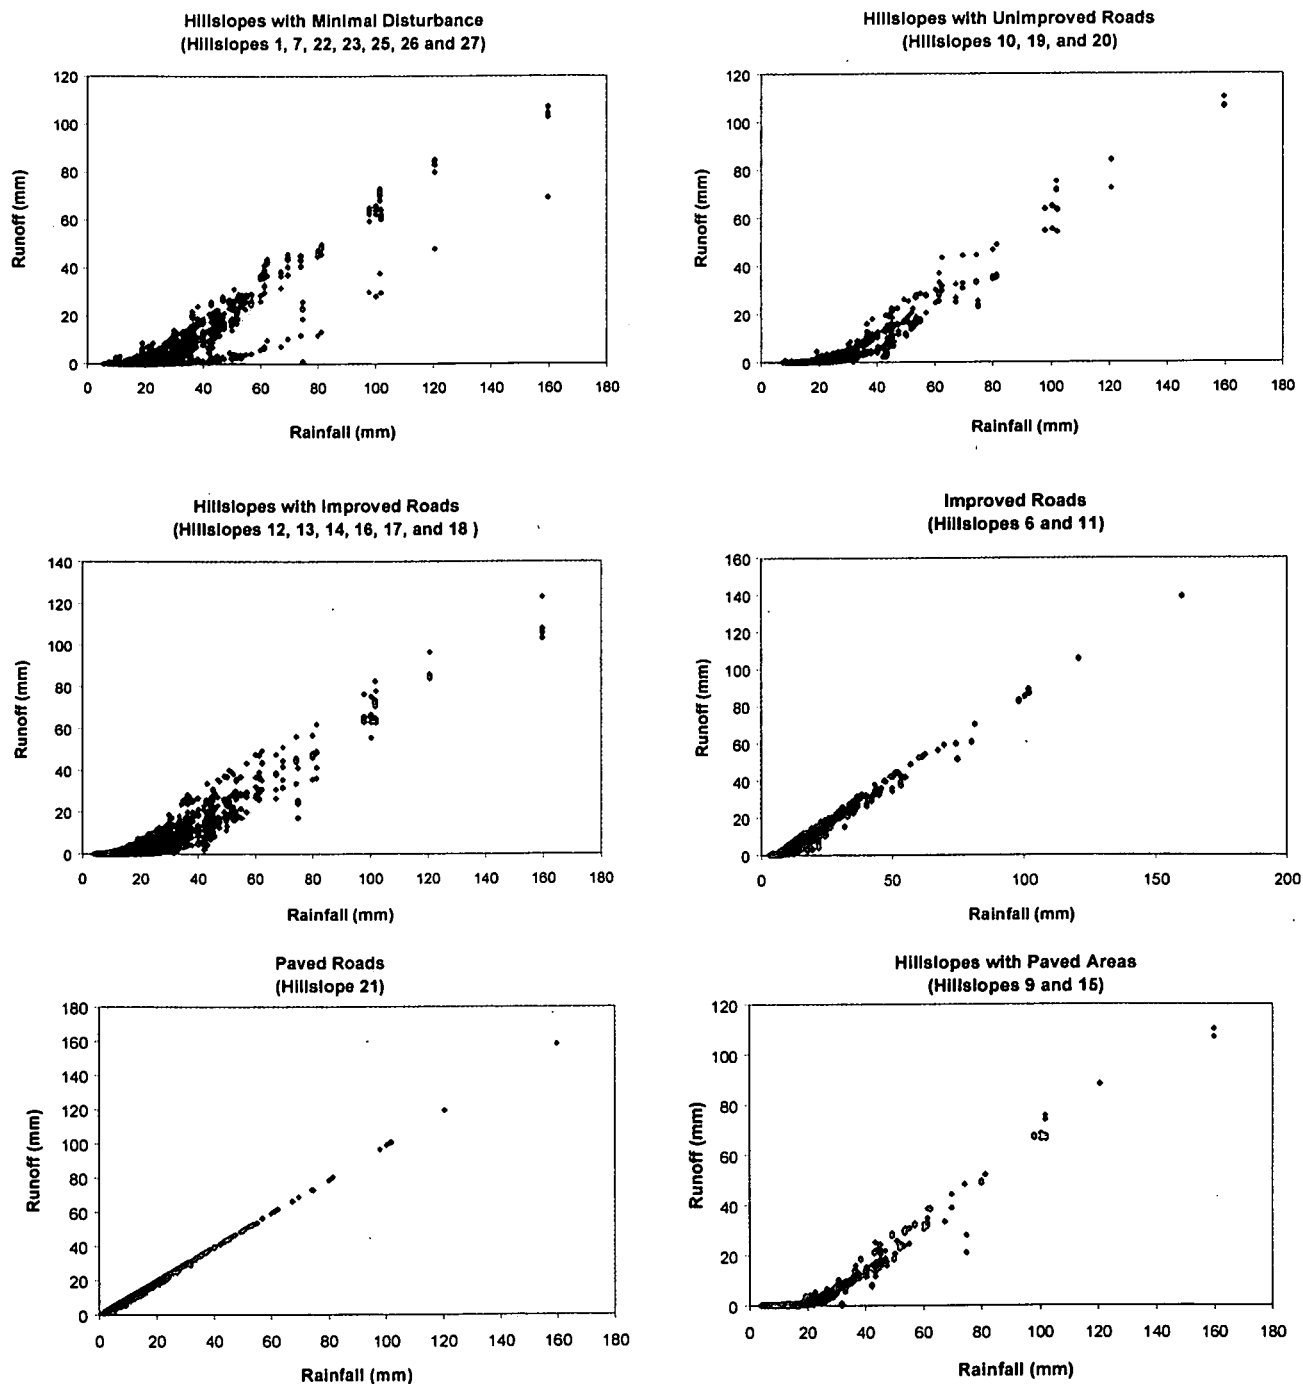 Hillslopes with Minimal Disturbance
(Hillslopes 1, 7, 22, 23, 25, 26 and 27)
120
100
80
60
40
20
0
Runoff (mm)
0 20 40 60 80 100 120 140 160 180
Rainfall (mm)
Hillslopes with Unimproved Roads
(Hillslopes 10, 19, and 20)
120
100
80
60
40
20
0
Runoff (mm)
0 20 40 60 80 100 120 140 160 180
Rainfall (mm)
Hillslopes with Improved Roads
(Hillslopes 12, 13, 14, 16, 17, and 18 )
140
120
100
80
60
40
20
0
Runoff (mm)
0 20 40 60 80 100 120 140 160 180
Rainfall (mm)
Improved Roads
(Hillslopes 6 and 11)
160
140
120
100
80
60
40
20
0
Runoff (mm)
0 50 100 150 200
Rainfall (mm)
Paved Roads
(Hillslope 21)
180
160
140
120
100
80
60
40
20
0
Runoff (mm)
0 20 40 60 80 100 120 140 160 180
Rainfall (mm)
Hillslopes with Paved Areas
(Hillslopes 9 and 15)
120
100
80
60
40
20
0
Runoff (mm)
0 20 40 60 80 100 120 140 160 180
Rainfall (mm)